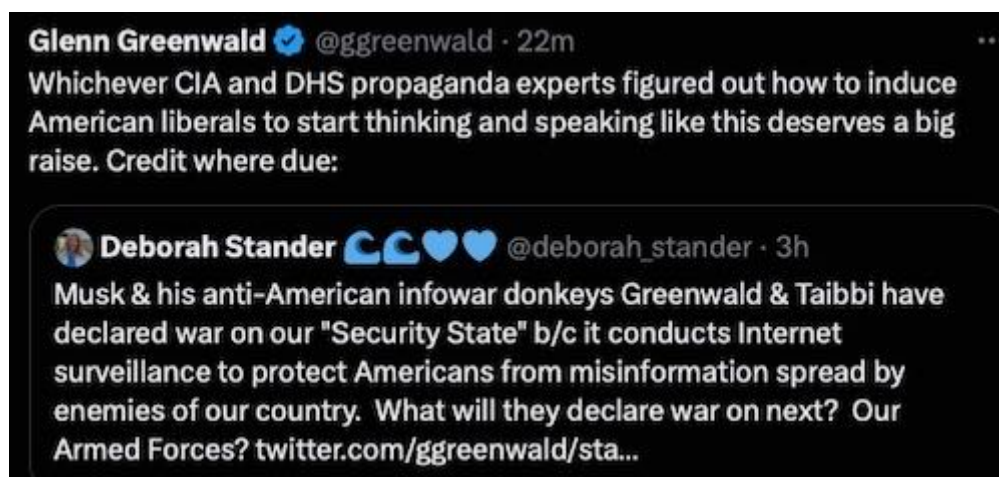 Glenn Greenwald @ggreenwald · 22m
Whichever CIA and DHS propaganda experts figured out how to induce
American liberals to start thinking and speaking like this deserves a big
raise. Credit where due:
Deborah Stander 🌊🌊💙💙 @deborah_stander · 3h
Musk & his anti-American infowar donkeys Greenwald & Taibbi have
declared war on our "Security State" b/c it conducts Internet
surveillance to protect Americans from misinformation spread by
enemies of our country.  What will they declare war on next?  Our
Armed Forces? twitter.com/ggreenwald/sta...